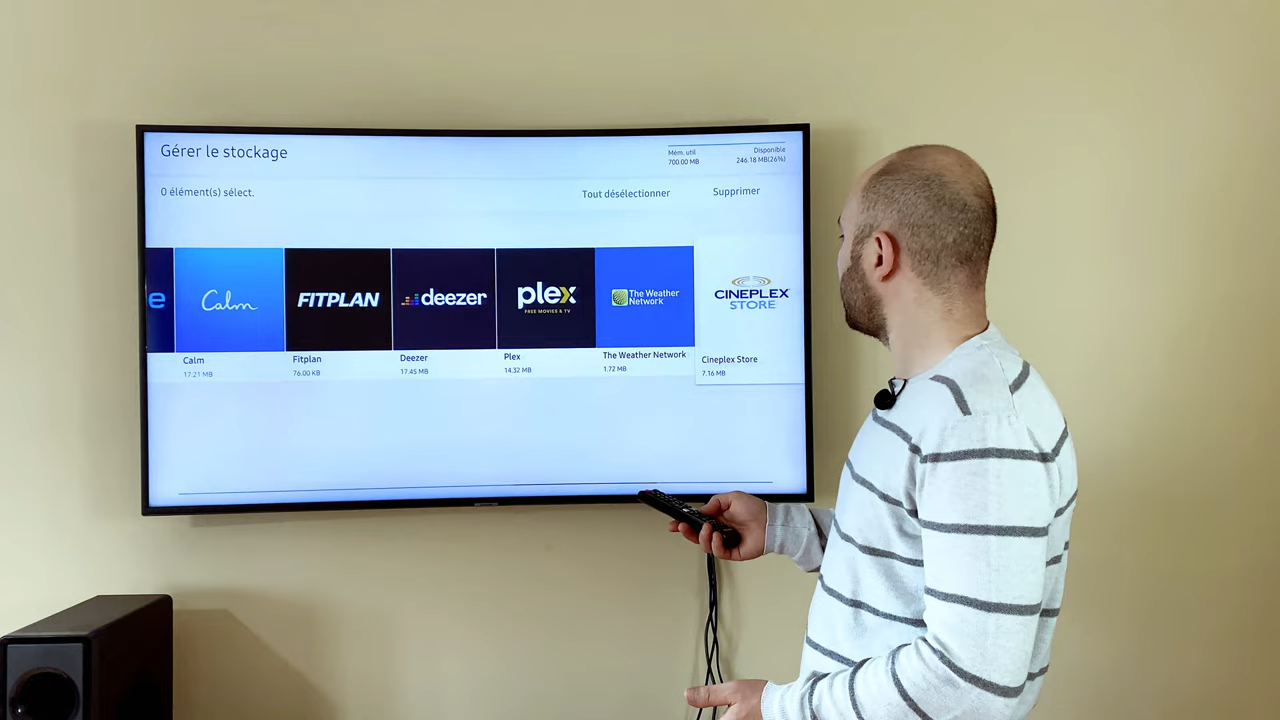 Gérer le stockage
Mém. util
Disponible
700.00 MB
246.18 MB(26%)
0 élément(s) sélect.
Tout désélectionner
Supprimer
e
Calm
FITPLAN
deezer
plex
FREE MOVIES & TV
The Weather
Network
CINEPLEX
STORE
Calm
Fitplan
Deezer
Plex
The Weather Network
Cineplex Store
17.21 MB
76.00 KB
17.45 MB
14.32 MB
1.72 MB
7.16 MB